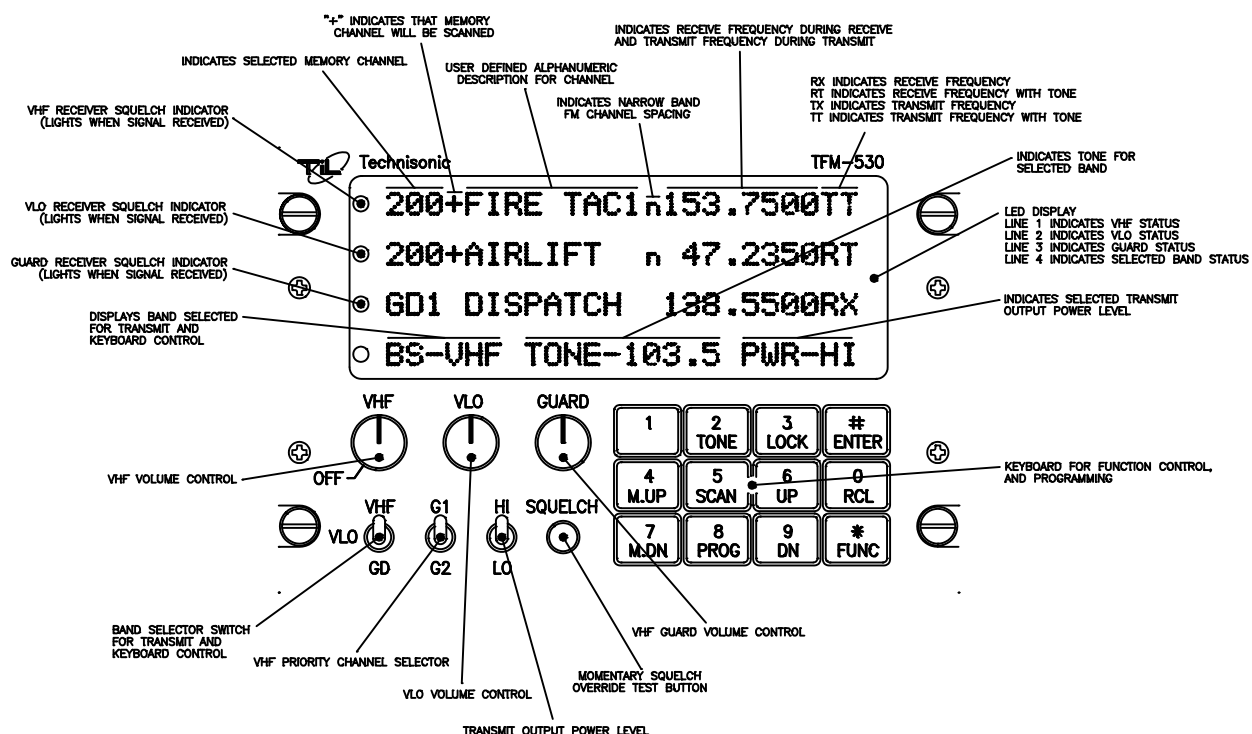 "+" INDICATES THAT MEMORY
CHANNEL WILL BE SCANNED
INDICATES RECEIVE FREQUENCY DURING RECEIVE
AND TRANSMIT FREQUENCY DURING TRANSMIT
INDICATES SELECTED MEMORY CHANNEL
USER DEFINED ALPHANUMERIC
DESCRIPTION FOR CHANNEL
RX INDICATES RECEIVE FREQUENCY
RT INDICATES RECEIVE FREQUENCY WITH TONE
TX INDICATES TRANSMIT FREQUENCY
TT INDICATES TRANSMIT FREQUENCY WITH TONE
INDICATES NARROW BAND
FM CHANNEL SPACING
VHF RECEIVER SQUELCH INDICATOR
(LIGHTS WHEN SIGNAL RECEIVED)
TiL Technisonic TFM-530
INDICATES TONE FOR
SELECTED BAND
200+FIRE TAC1n153.7500TT
VLO RECEIVER SQUELCH INDICATOR
(LIGHTS WHEN SIGNAL RECEIVED)
LED DISPLAY
LINE 1 INDICATES VHF STATUS
LINE 2 INDICATES VLO STATUS
LINE 3 INDICATES GUARD STATUS
LINE 4 INDICATES SELECTED BAND STATUS
200+AIRLIFT n 47.2350RT
GUARD RECEIVER SQUELCH INDICATOR
(LIGHTS WHEN SIGNAL RECEIVED)
GD1 DISPATCH 138.5500RX
INDICATES SELECTED TRANSMIT
OUTPUT POWER LEVEL
DISPLAYS BAND SELECTED
FOR TRANSMIT AND
KEYBOARD CONTROL
BS-VHF TONE-103.5 PWR-HI
VHF VLO GUARD
1 2 3 #
TONE LOCK ENTER
OFF
VHF VOLUME CONTROL
4 5 6 0
M.UP SCAN UP RCL
KEYBOARD FOR FUNCTION CONTROL,
AND PROGRAMMING
VHF G1 HI SQUELCH
VLO
GD G2 LO
7 8 9 *
M.DN PROG DN FUNC
BAND SELECTOR SWITCH
FOR TRANSMIT AND
KEYBOARD CONTROL
VHF GUARD VOLUME CONTROL
VHF PRIORITY CHANNEL SELECTOR
MOMENTARY SQUELCH
OVERRIDE TEST BUTTON
VLO VOLUME CONTROL
TRANSMIT OUTPUT POWER LEVEL